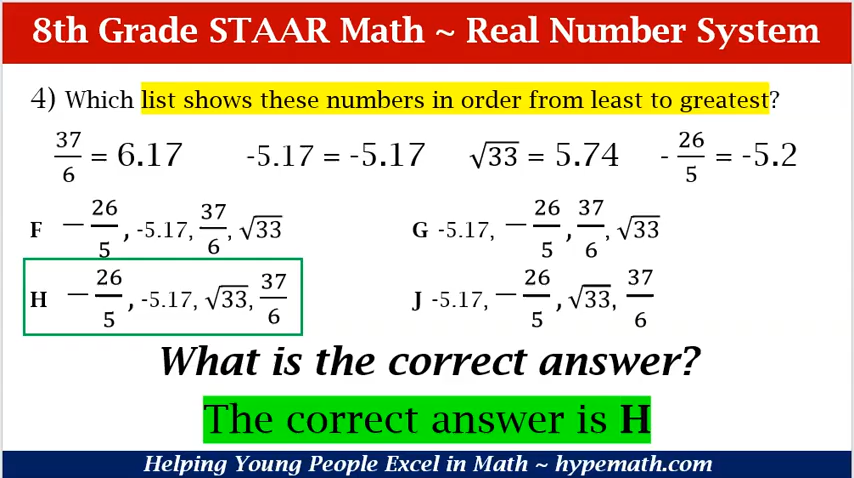 8th Grade STAAR Math ~ Real Number System
4) Which list shows these numbers in order from least to greatest?
37/6 = 6.17 -5.17 = -5.17 √33 = 5.74 - 26/5 = -5.2
F −26/5, -5.17, 37/6, √33 G -5.17, −26/5, 37/6, √33
H −26/5, -5.17, √33, 37/6 J -5.17, −26/5, √33, 37/6
What is the correct answer?
The correct answer is H
Helping Young People Excel in Math ~ hypemath.com